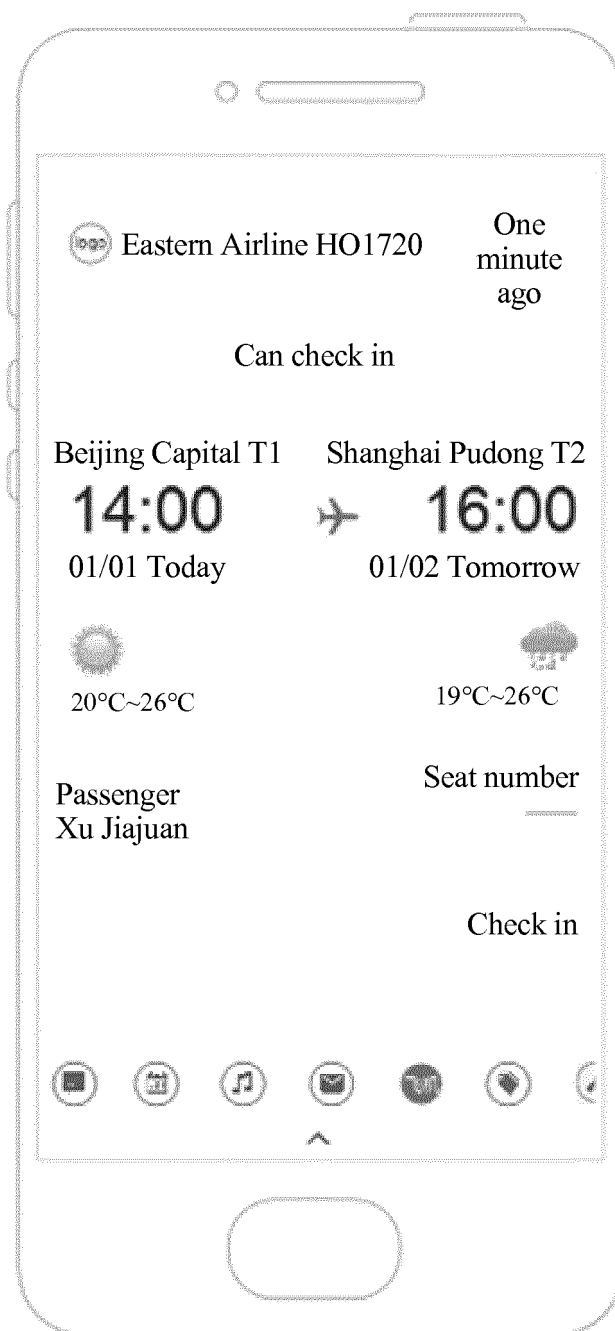 logo Eastern Airline HO1720
One
minute
ago
Can check in
Beijing Capital T1 Shanghai Pudong T2
14:00 16:00
01/01 Today 01/02 Tomorrow
20°C~26°C 19°C~26°C
Passenger
Xu Jiajuan
Seat number
Check in